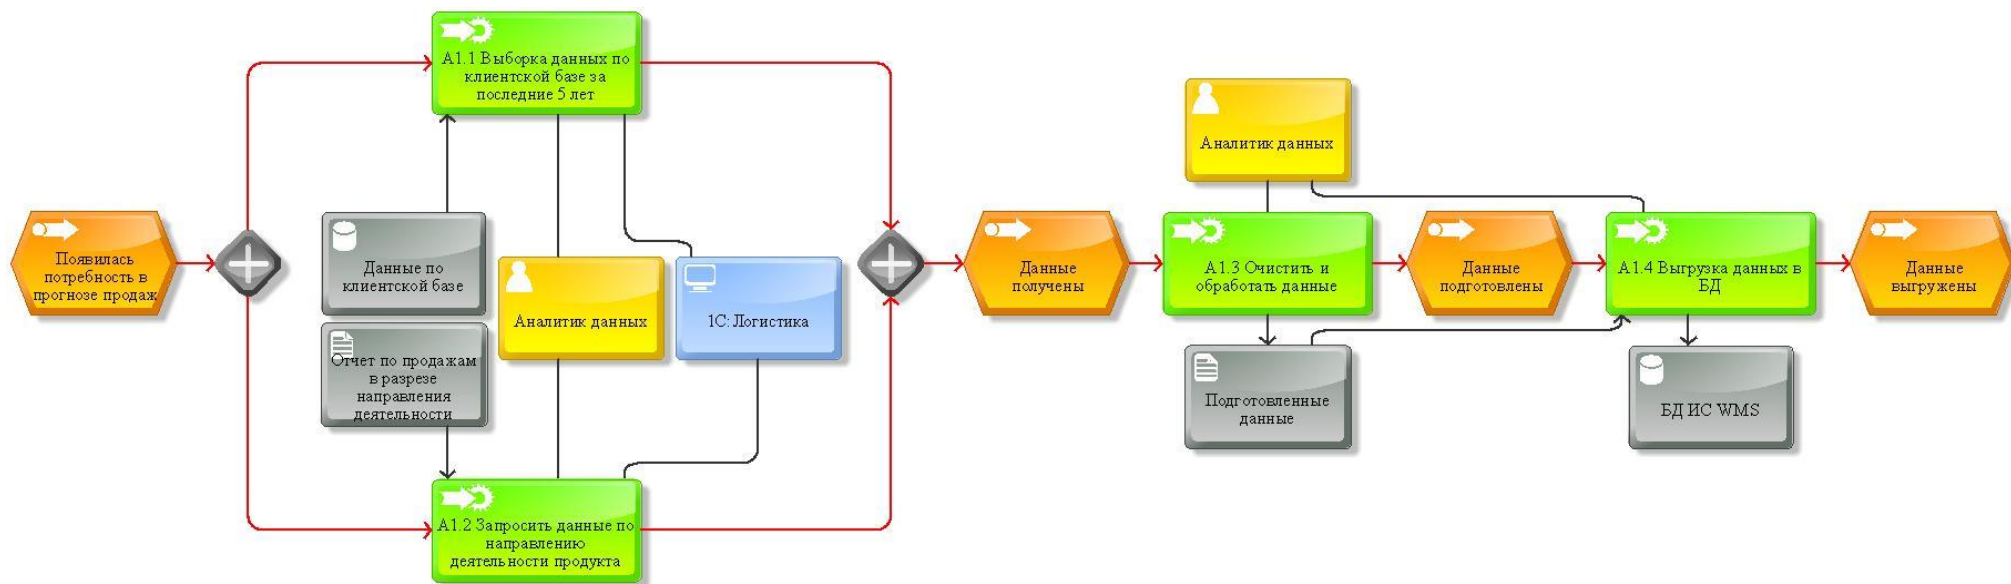 А1.1 Выборка данных по
клиентской базе за
последние 5 лет
Появилась
потребность в
прогнозе продаж
Данные по
клиентской базе
Отчет по продажам
в разрезе
направления
деятельности
Аналитик данных
1С: Логистика
А1.2 Запросить данные по
направлению
деятельности продукта
Данные
получены
Аналитик данных
А1.3 Очистить и
обработать данные
Подготовленные
данные
Данные
подготовлены
А1.4 Выгрузка данных в
БД
БД ИС WMS
Данные
выгружены